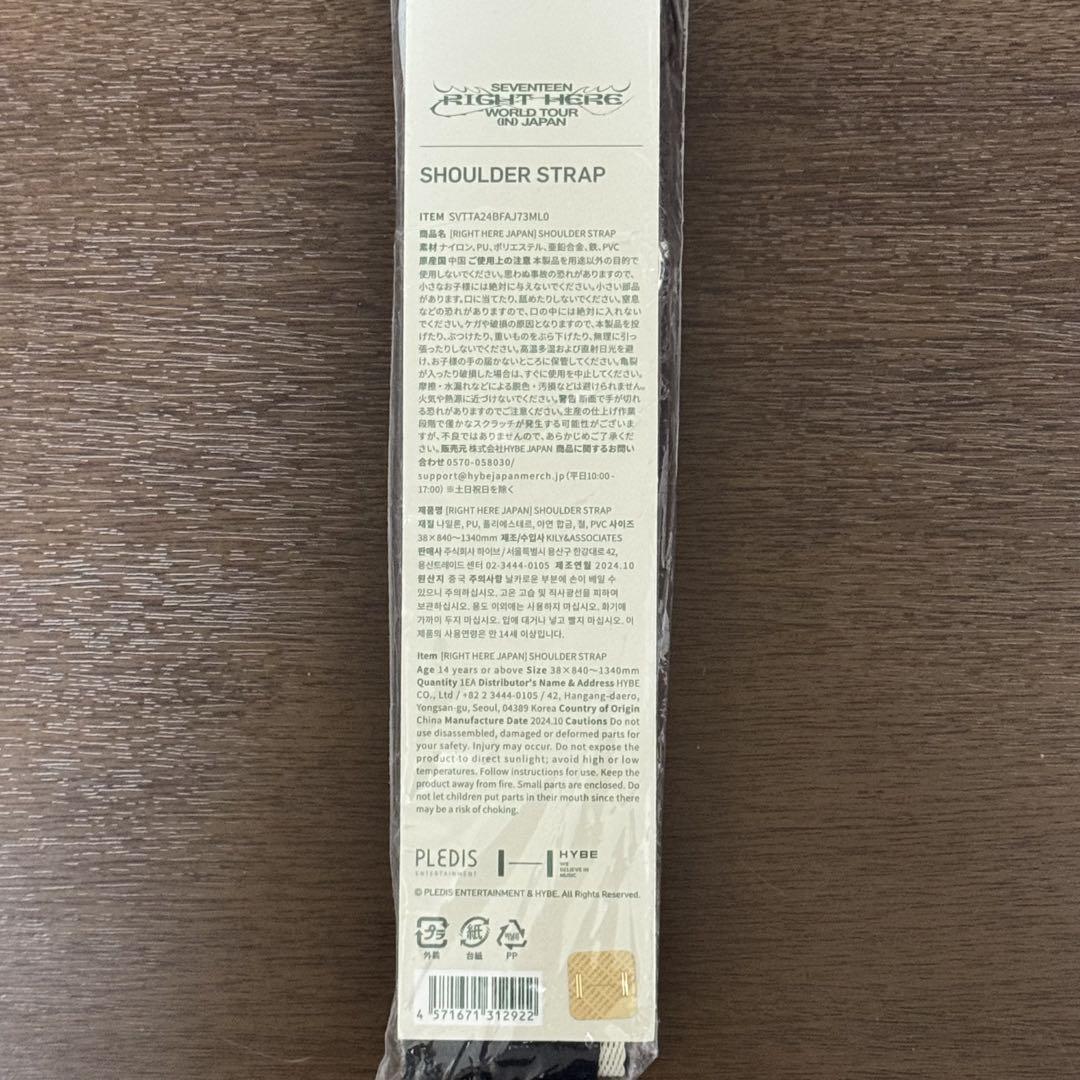 SEVENTEEN
RIGHT HERE
WORLD TOUR
(IN) JAPAN
SHOULDER STRAP
ITEM SVTTA24BFAJ73ML0
商品名 [RIGHT HERE JAPAN] SHOULDER STRAP
素材 ナイロン、PU、ポリエステル、亜鉛合金、鉄、PVC
原産国 中国 ご使用上の注意 本製品を用途以外の目的で
使用しないでください。思わぬ事故の恐れがありますので、
小さなお子様には絶対に与えないでください。小さい部品
があります。口に当てたり、舐めたりしないでください。窒息
などの恐れがありますので、口の中には絶対に入れない
でください。ケガや破損の原因となりますので、本製品を投
げたり、ぶつけたり、重いものをぶら下げたり、無理に引っ
張ったりしないでください。高温多湿および直射日光を避
け、お子様の手の届かないところに保管してください。亀裂
が入ったり破損した場合は、すぐに使用を中止してください。
摩擦・水漏れなどによる脱色・汚損などは避けられません。
火気や熱源に近づけないでください。警告 断面で手が切れ
る恐れがありますのでご注意ください。生産の仕上げ作業
段階で僅かなスクラッチが発生する可能性がございま
すが、不良ではありませんので、あらかじめご了承くだ
さい。販売元 株式会社HYBE JAPAN 商品に関するお問い
合わせ 0570-058030/
support@hybejapanmerch.jp (平日10:00-
17:00) ※土日祝日を除く
제품명 [RIGHT HERE JAPAN] SHOULDER STRAP
재질 나일론, PU, 폴리에스테르, 아연 합금, 철, PVC 사이즈
38×840~1340mm 제조/수입사 KILY&ASSOCIATES
판매사 주식회사 하이브 / 서울특별시 용산구 한강대로 42,
용산트레이드 센터 02-3444-0105 제조연월 2024.10
원산지 중국 주의사항 날카로운 부분에 손이 베일 수
있으니 주의하십시오. 고온 고습 및 직사광선을 피하여
보관하십시오. 용도 이외에는 사용하지 마십시오. 화기에
가까이 두지 마십시오. 입에 대거나 넣고 빨지 마십시오. 이
제품의 사용연령은 만 14세 이상입니다.
Item [RIGHT HERE JAPAN] SHOULDER STRAP
Age 14 years or above Size 38×840~1340mm
Quantity 1EA Distributor's Name & Address HYBE
CO., Ltd / +82 2 3444-0105 / 42, Hangang-daero,
Yongsan-gu, Seoul, 04389 Korea Country of Origin
China Manufacture Date 2024.10 Cautions Do not
use disassembled, damaged or deformed parts for
your safety. Injury may occur. Do not expose the
product to direct sunlight; avoid high or low
temperatures. Follow instructions for use. Keep the
product away from fire. Small parts are enclosed. Do
not let children put parts in their mouth since there
may be a risk of choking.
PLEDIS
ENTERTAINMENT
HYBE
WE
BELIEVE IN
MUSIC
© PLEDIS ENTERTAINMENT & HYBE. All Rights Reserved.
プラ 紙
外装 台紙 PP
4 571671 312922